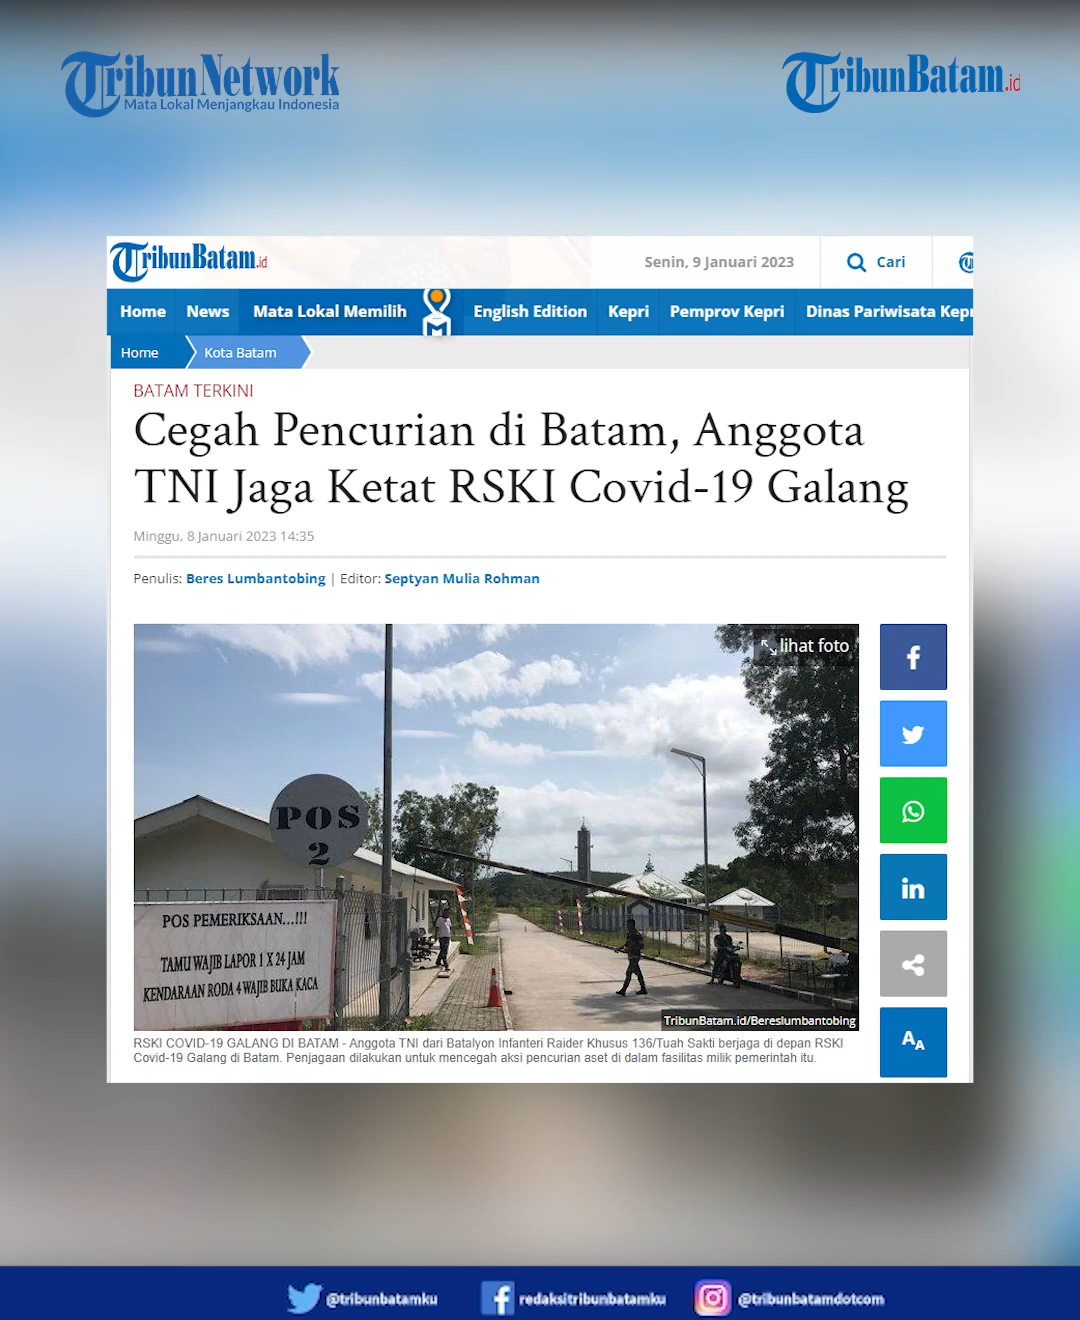 TribunNetwork
Mata Lokal Menjangkau Indonesia
TribunBatam.id
TribunBatam.id
Senin, 9 Januari 2023
Cari
Home News Mata Lokal Memilih English Edition Kepri Pemprov Kepri Dinas Pariwisata Kepr
Home Kota Batam
BATAM TERKINI
Cegah Pencurian di Batam, Anggota
TNI Jaga Ketat RSKI Covid-19 Galang
Minggu, 8 Januari 2023 14:35
Penulis: Beres Lumbantobing | Editor: Septyan Mulia Rohman
lihat foto
POS
2
POS PEMERIKSAAN...!!!
TAMU WAJIB LAPOR 1 X 24 JAM
KENDARAAN RODA 4 WAJIB BUKA KACA
TribunBatam.id/Bereslumbantobing
RSKI COVID-19 GALANG DI BATAM - Anggota TNI dari Batalyon Infanteri Raider Khusus 136/Tuah Sakti berjaga di depan RSKI
Covid-19 Galang di Batam. Penjagaan dilakukan untuk mencegah aksi pencurian aset di dalam fasilitas milik pemerintah itu.
AA
@tribunbatamku redaksitribunbatamku @tribunbatamdotcom